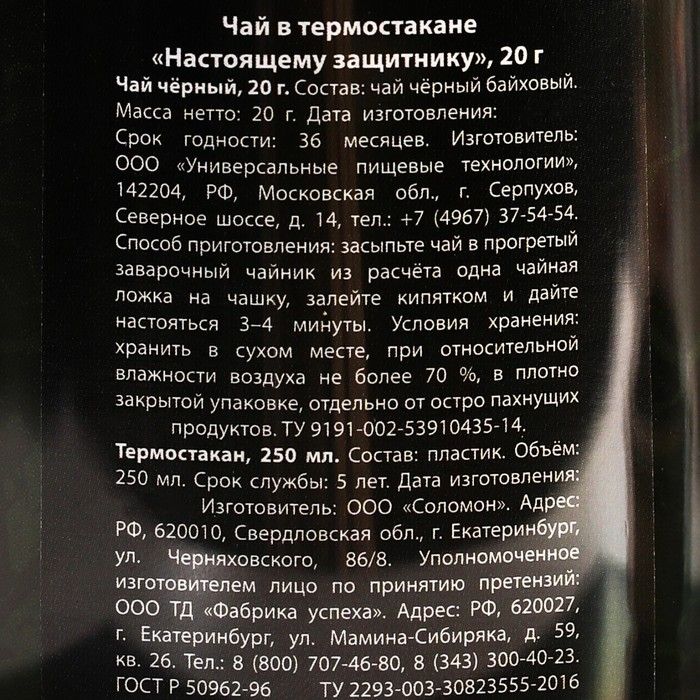 Чай в термостакане
«Настоящему защитнику», 20 г
Чай чёрный, 20 г. Состав: чай чёрный байховый.
Масса нетто: 20 г. Дата изготовления:
Срок годности: 36 месяцев. Изготовитель:
ООО «Универсальные пищевые технологии»,
142204, РФ, Московская обл., г. Серпухов,
Северное шоссе, д. 14, тел.: +7 (4967) 37-54-54.
Способ приготовления: засыпьте чай в прогретый
заварочный чайник из расчёта одна чайная
ложка на чашку, залейте кипятком и дайте
настояться 3–4 минуты. Условия хранения:
хранить в сухом месте, при относительной
влажности воздуха не более 70 %, в плотно
закрытой упаковке, отдельно от остро пахнущих
продуктов. ТУ 9191-002-53910435-14.
Термостакан, 250 мл. Состав: пластик. Объём:
250 мл. Срок службы: 5 лет. Дата изготовления:
Изготовитель: ООО «Соломон». Адрес:
РФ, 620010, Свердловская обл., г. Екатеринбург,
ул. Черняховского, 86/8. Уполномоченное
изготовителем лицо по принятию претензий:
ООО ТД «Фабрика успеха». Адрес: РФ, 620027,
г. Екатеринбург, ул. Мамина-Сибиряка, д. 59,
кв. 26. Тел.: 8 (800) 707-46-80, 8 (343) 300-40-23.
ГОСТ Р 50962-96 ТУ 2293-003-30823555-2016